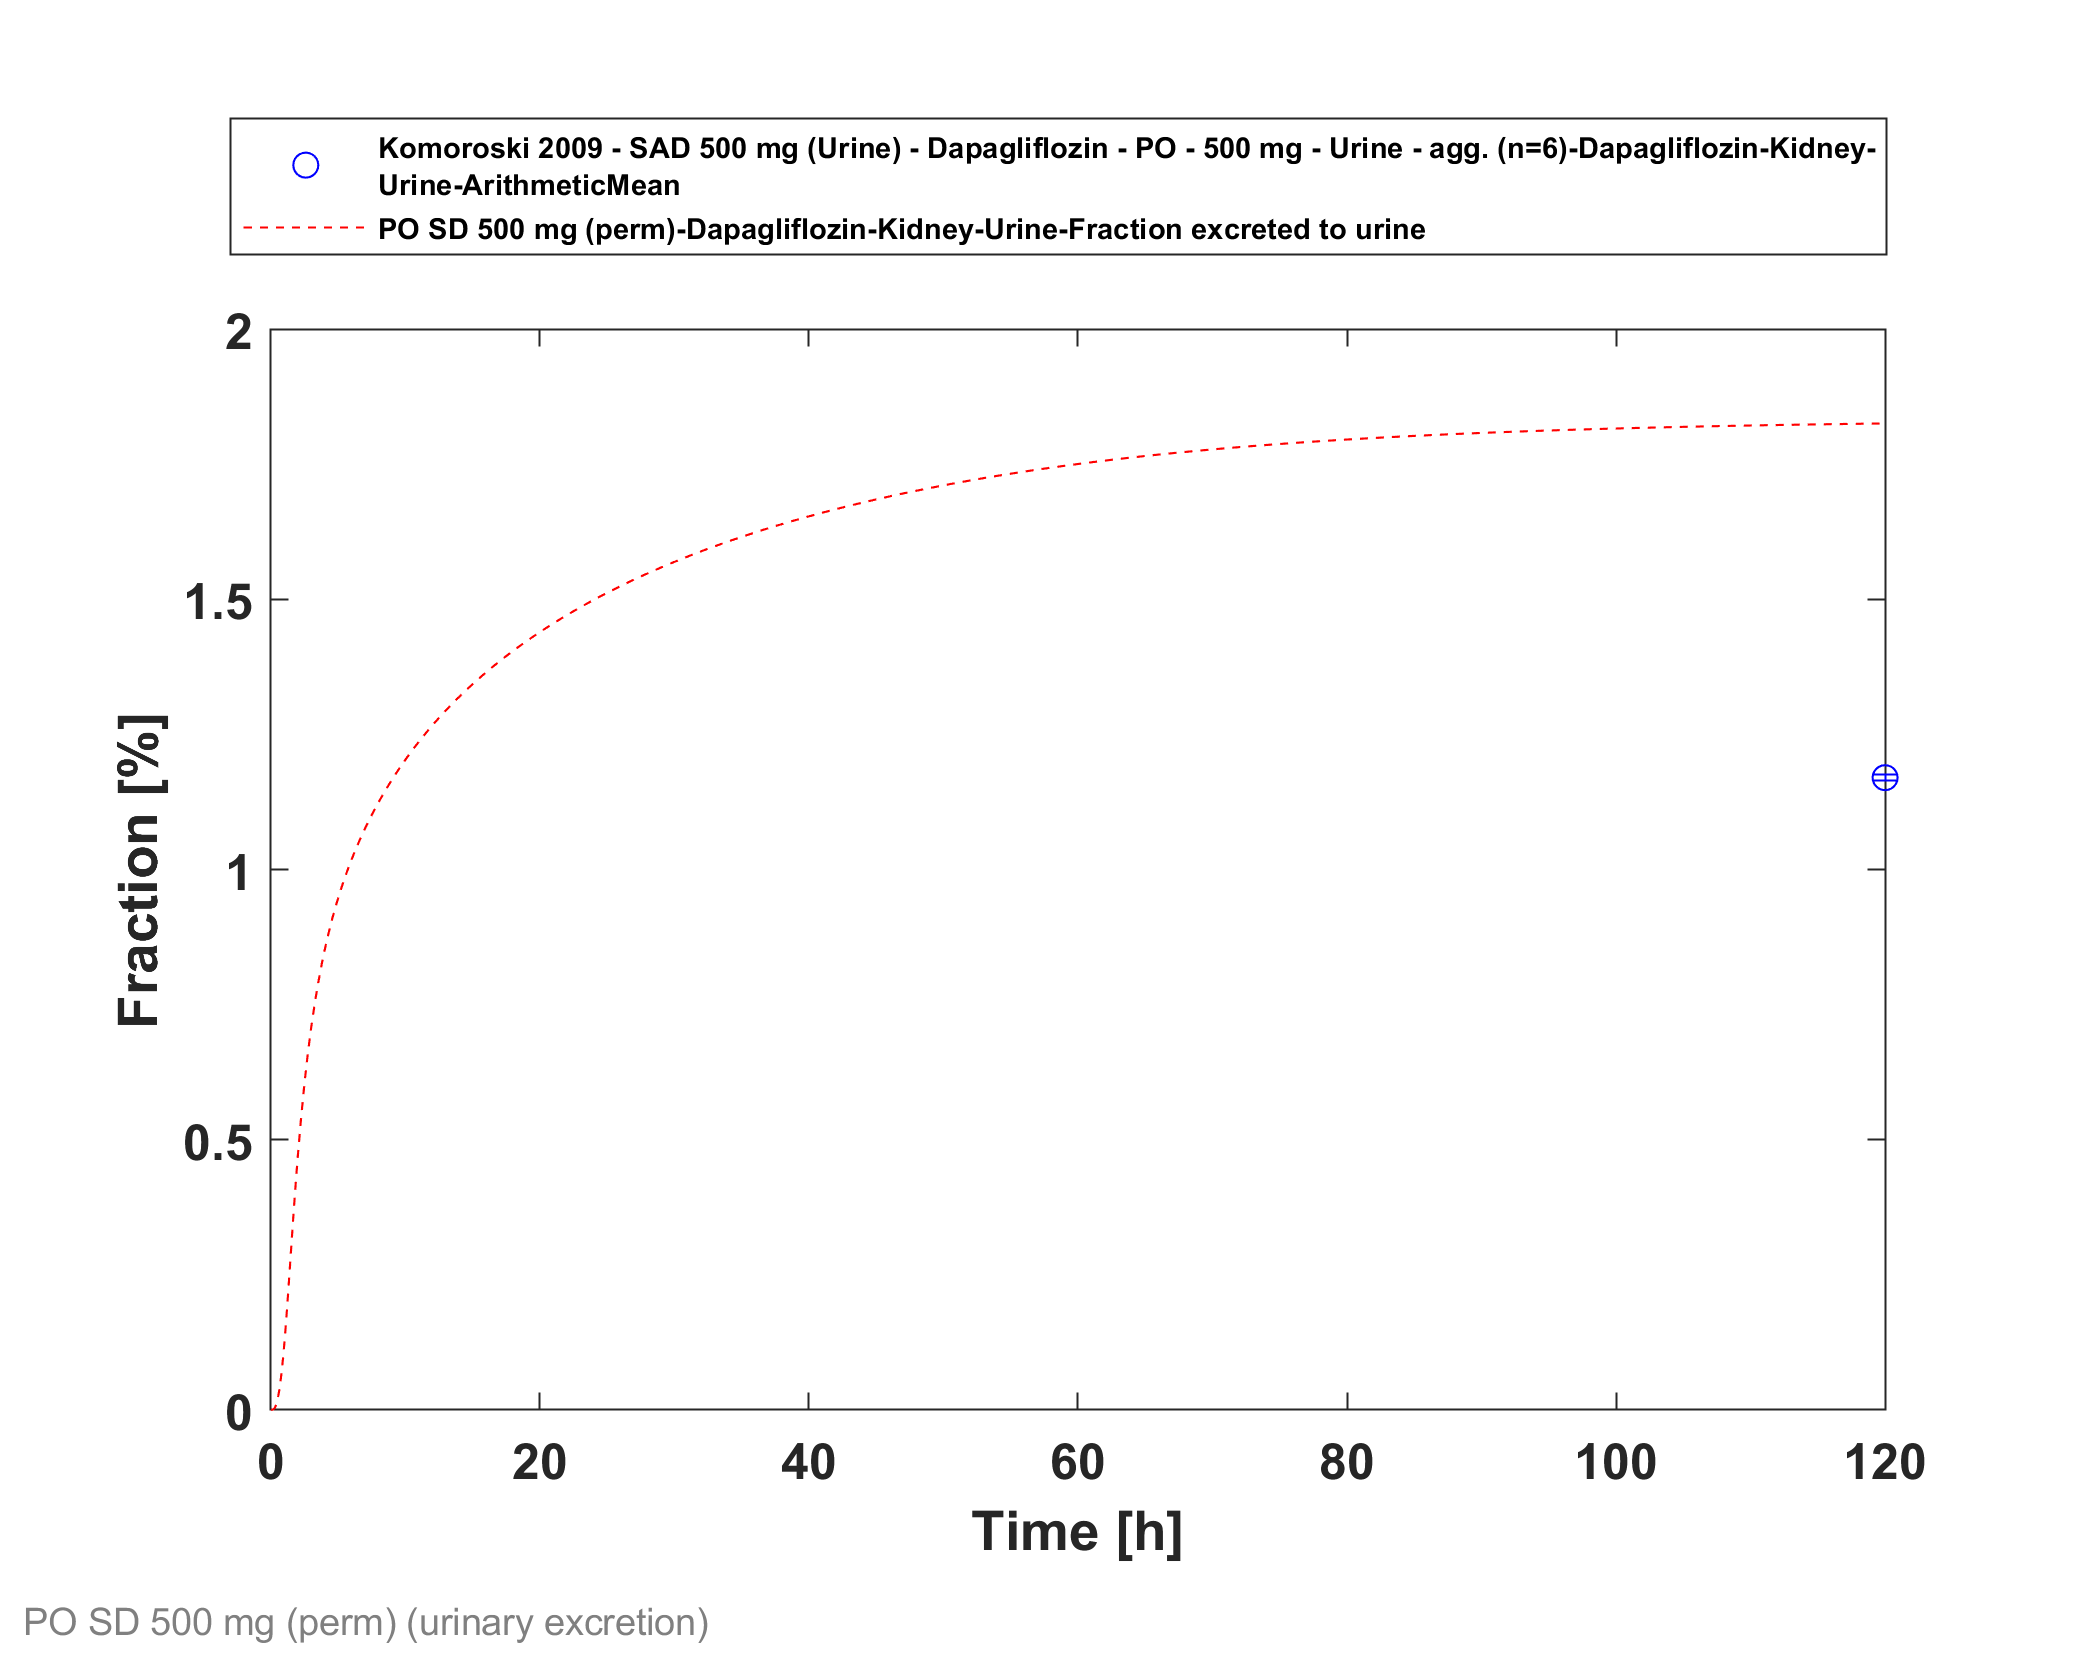 Komoroski 2009 - SAD 500 mg (Urine) - Dapagliflozin - PO - 500 mg - Urine - agg. (n=6)-Dapagliflozin-Kidney-
Urine-ArithmeticMean
PO SD 500 mg (perm)-Dapagliflozin-Kidney-Urine-Fraction excreted to urine
2
1.5
1
0.5
0
Fraction [%]
0 20 40 60 80 100 120
Time [h]
PO SD 500 mg (perm) (urinary excretion)